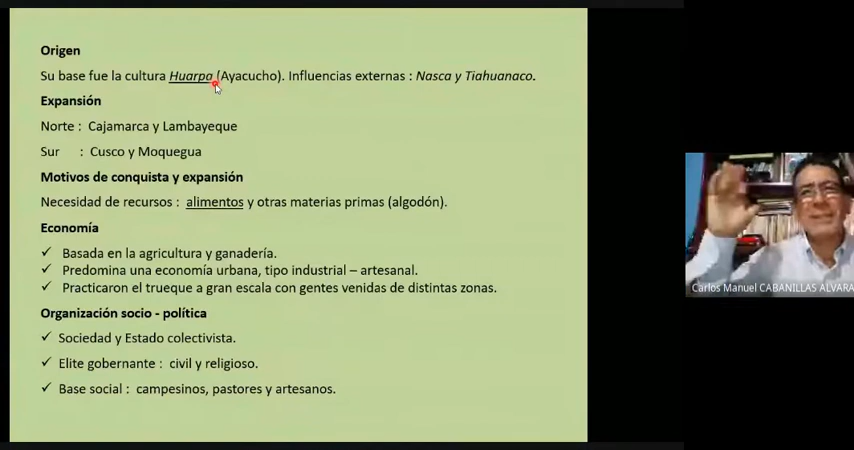 Origen
Su base fue la cultura Huarpa (Ayacucho). Influencias externas : Nasca y Tiahuanaco.
Expansión
Norte : Cajamarca y Lambayeque
Sur : Cusco y Moquegua
Motivos de conquista y expansión
Necesidad de recursos : alimentos y otras materias primas (algodón).
Economía
✓ Basada en la agricultura y ganadería.
✓ Predomina una economía urbana, tipo industrial – artesanal.
✓ Practicaron el trueque a gran escala con gentes venidas de distintas zonas.
Organización socio - política
✓ Sociedad y Estado colectivista.
✓ Elite gobernante : civil y religioso.
✓ Base social : campesinos, pastores y artesanos.
Carlos Manuel CABANILLAS ALVARA